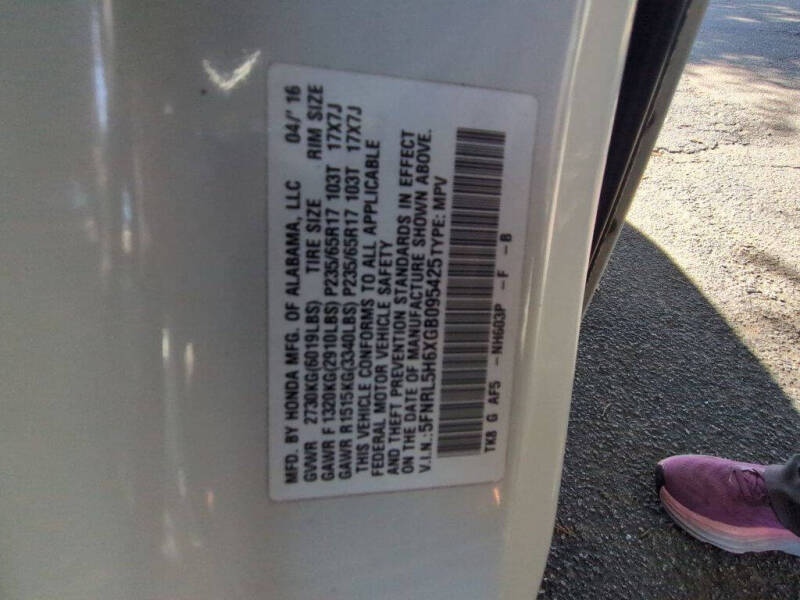 MFD. BY HONDA MFG. OF ALABAMA, LLC 04/'16
GVWR 2730KG(6019LBS) TIRE SIZE RIM SIZE
GAWR F 1320KG(2910LBS) P235/65R17 103T 17X7J
GAWR R1515KG(3340LBS) P235/65R17 103T 17X7J
THIS VEHICLE CONFORMS TO ALL APPLICABLE
FEDERAL MOTOR VEHICLE SAFETY
AND THEFT PREVENTION STANDARDS IN EFFECT
ON THE DATE OF MANUFACTURE SHOWN ABOVE.
V.I.N.:5FNRL5H6XGB095425 TYPE: MPV
TK8 G AF5 -NH603P -F -B